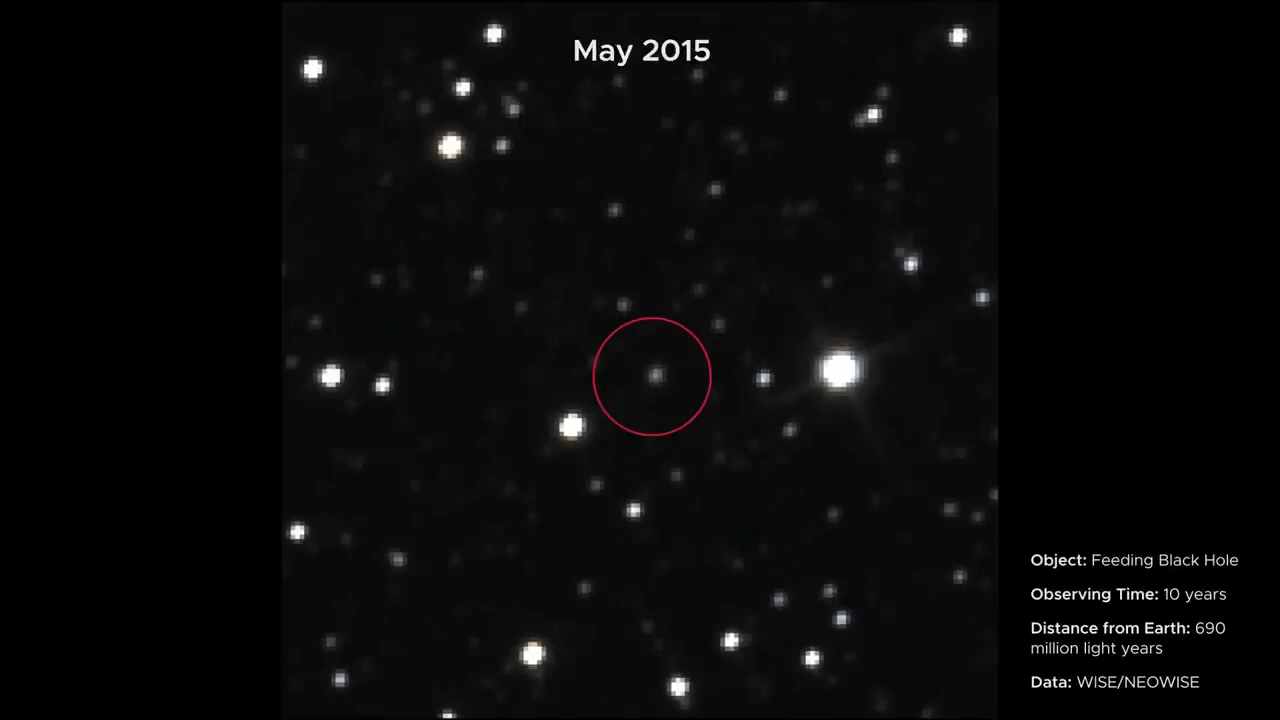 May 2015
Object: Feeding Black Hole
Observing Time: 10 years
Distance from Earth: 690
million light years
Data: WISE/NEOWISE